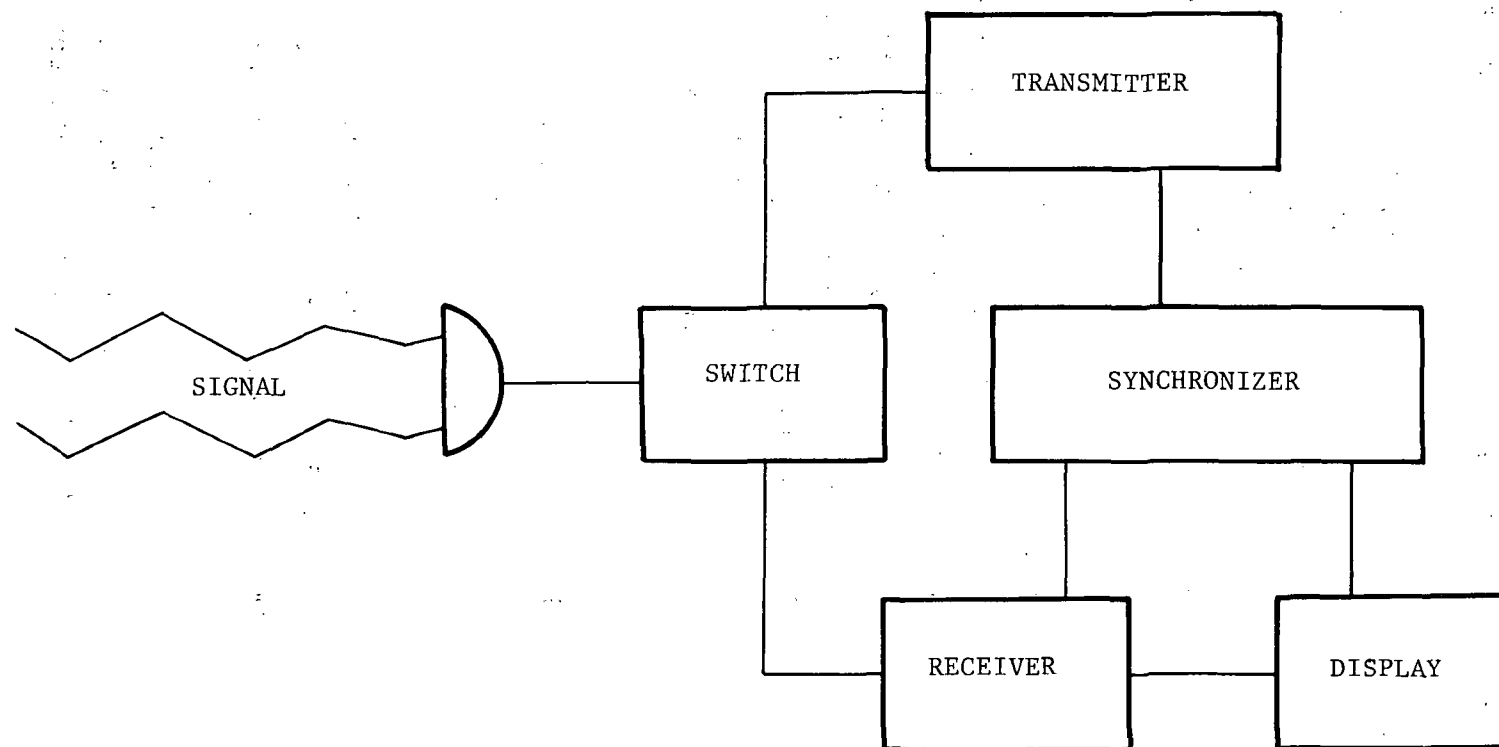 TRANSMITTER
SIGNAL
SWITCH
SYNCHRONIZER
RECEIVER
DISPLAY